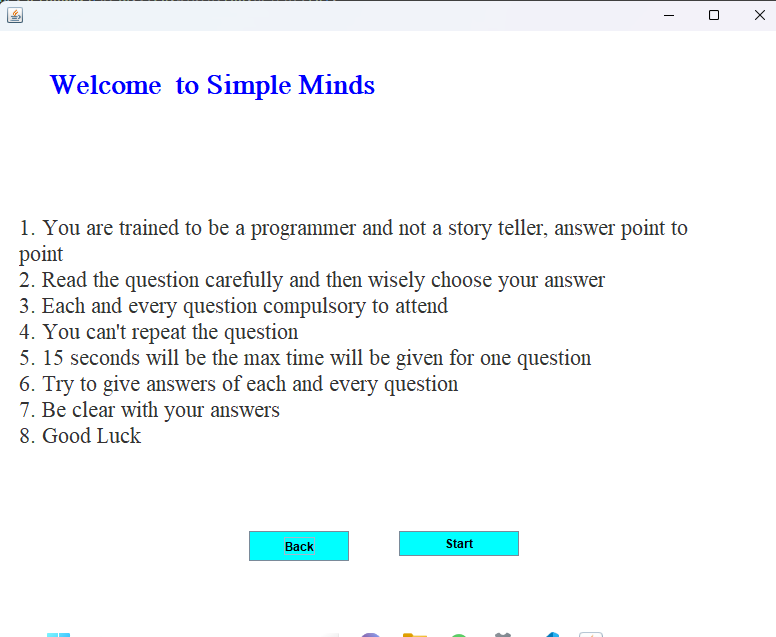 Welcome  to Simple Minds
1. You are trained to be a programmer and not a story teller, answer point to
point
2. Read the question carefully and then wisely choose your answer
3. Each and every question compulsory to attend
4. You can't repeat the question
5. 15 seconds will be the max time will be given for one question
6. Try to give answers of each and every question
7. Be clear with your answers
8. Good Luck
Back
Start